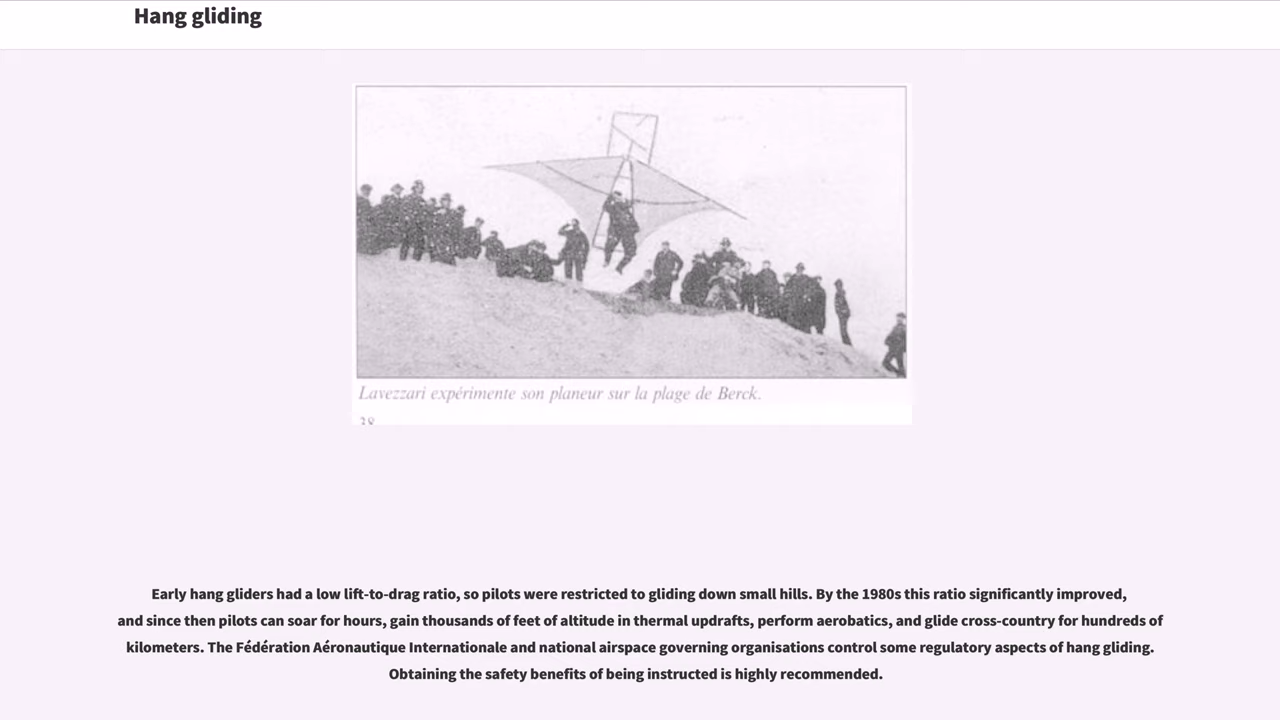 Hang gliding
Lavezzari expérimente son planeur sur la plage de Berck.
38
Early hang gliders had a low lift-to-drag ratio, so pilots were restricted to gliding down small hills. By the 1980s this ratio significantly improved,
and since then pilots can soar for hours, gain thousands of feet of altitude in thermal updrafts, perform aerobatics, and glide cross-country for hundreds of
kilometers. The Fédération Aéronautique Internationale and national airspace governing organisations control some regulatory aspects of hang gliding.
Obtaining the safety benefits of being instructed is highly recommended.